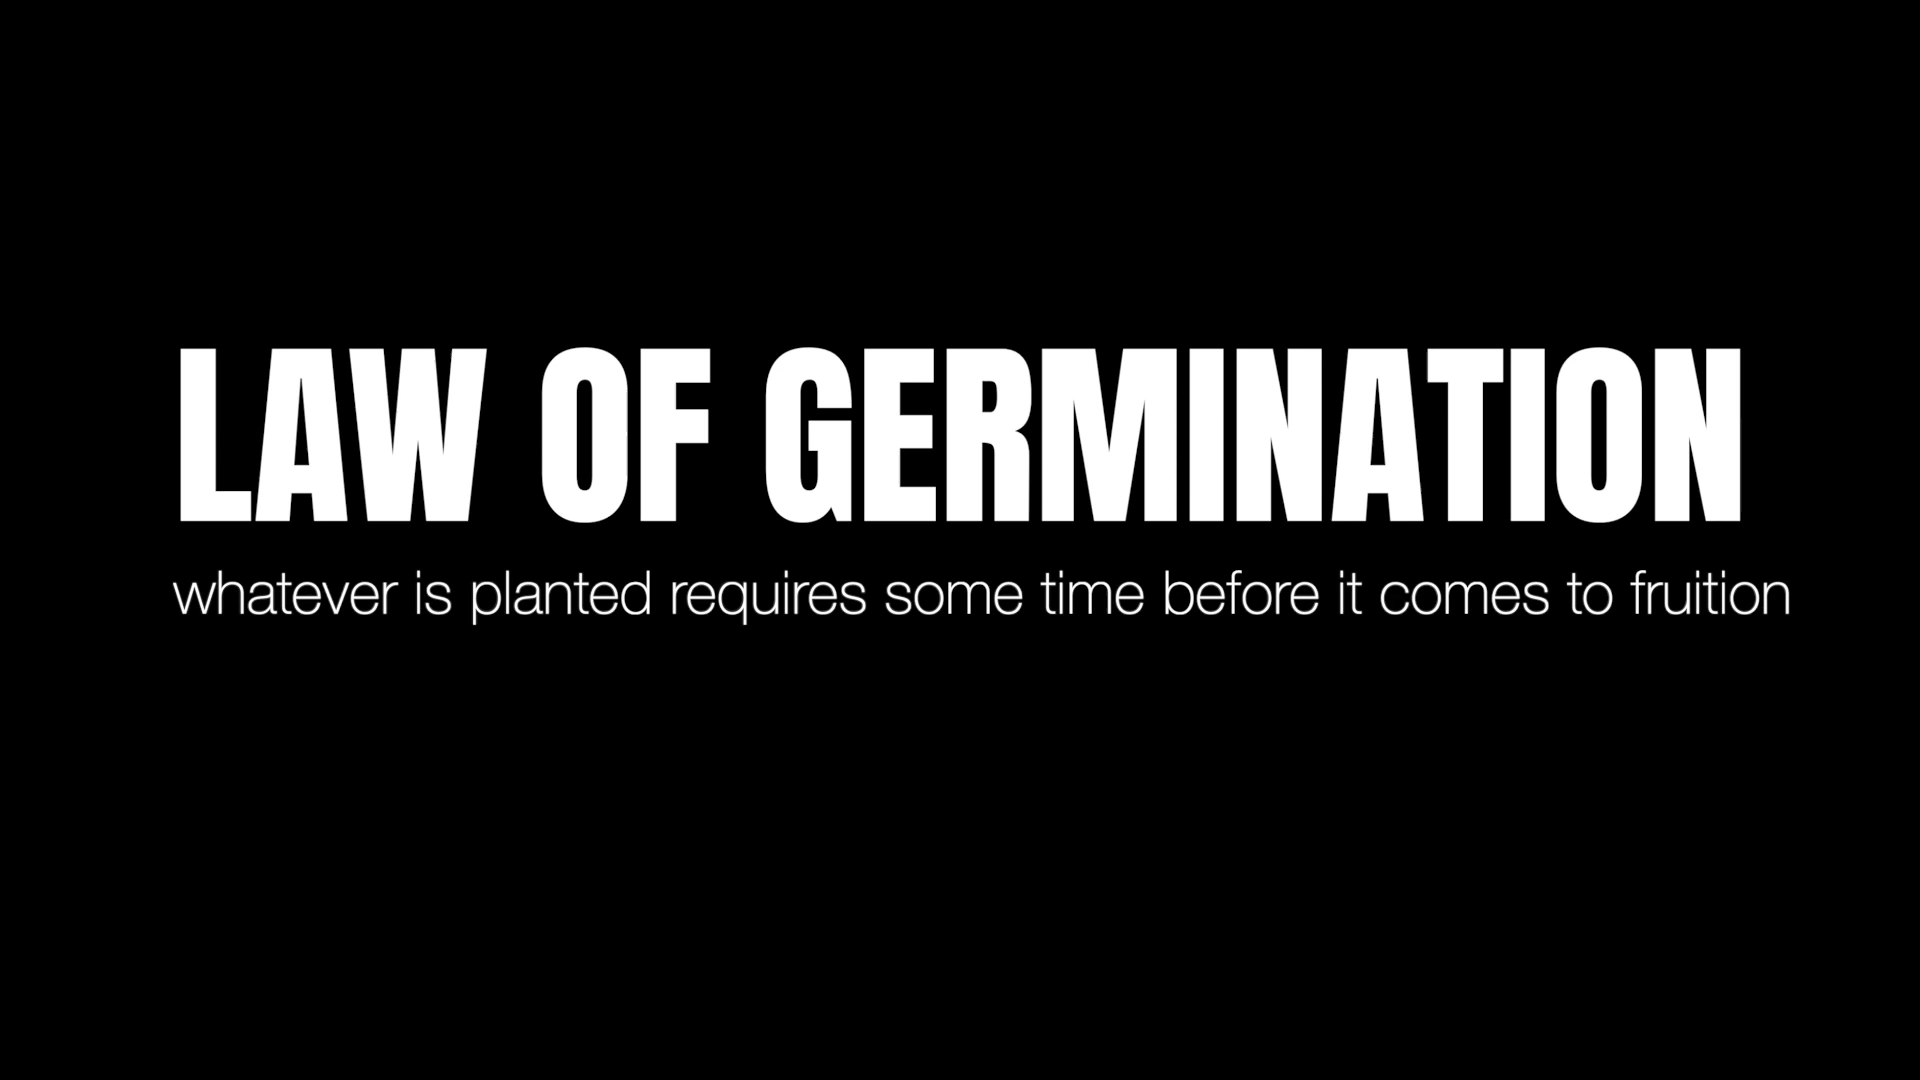 LAW OF GERMINATION
whatever is planted requires some time before it comes to fruition